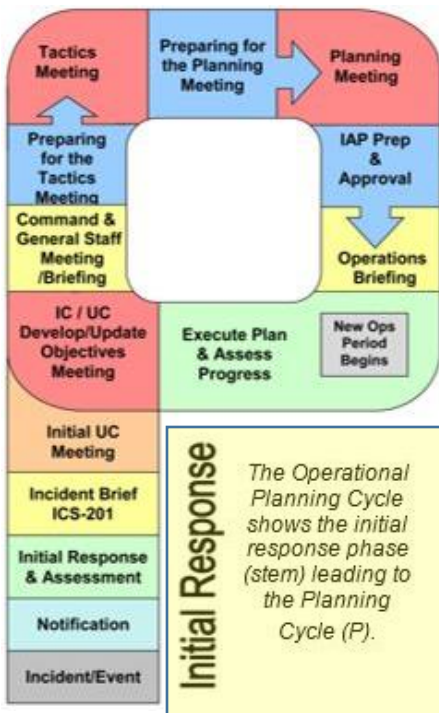 Tactics
Meeting
Preparing for
the Planning
Meeting
Planning
Meeting
Preparing
for the
Tactics
Meeting
IAP Prep
&
Approval
Command &
General Staff
Meeting
/Briefing
Operations
Briefing
IC / UC
Develop/Update
Objectives
Meeting
Execute Plan
& Assess
Progress
New Ops
Period
Begins
Initial UC
Meeting
Incident Brief
ICS-201
Initial Response
& Assessment
Notification
Incident/Event
Initial Response
The Operational
Planning Cycle
shows the initial
response phase
(stem) leading to
the Planning
Cycle (P).